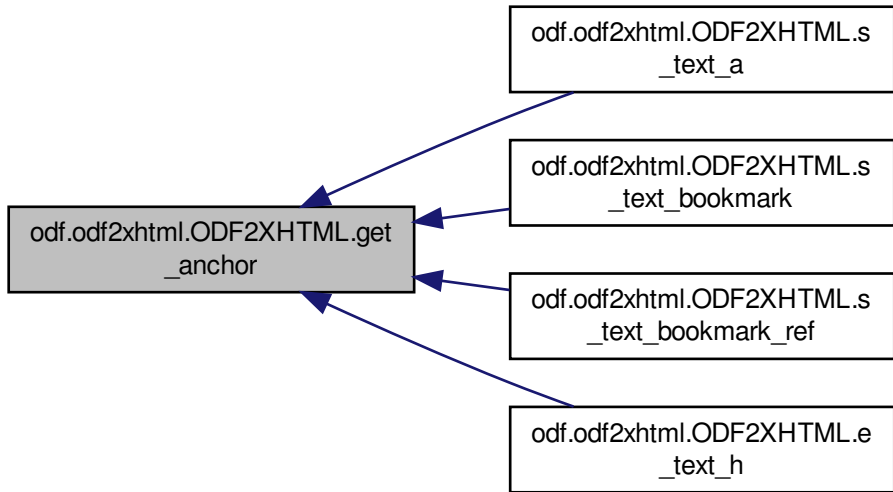 odf.odf2xhtml.ODF2XHTML.get
_anchor
odf.odf2xhtml.ODF2XHTML.s
_text_a
odf.odf2xhtml.ODF2XHTML.s
_text_bookmark
odf.odf2xhtml.ODF2XHTML.s
_text_bookmark_ref
odf.odf2xhtml.ODF2XHTML.e
_text_h